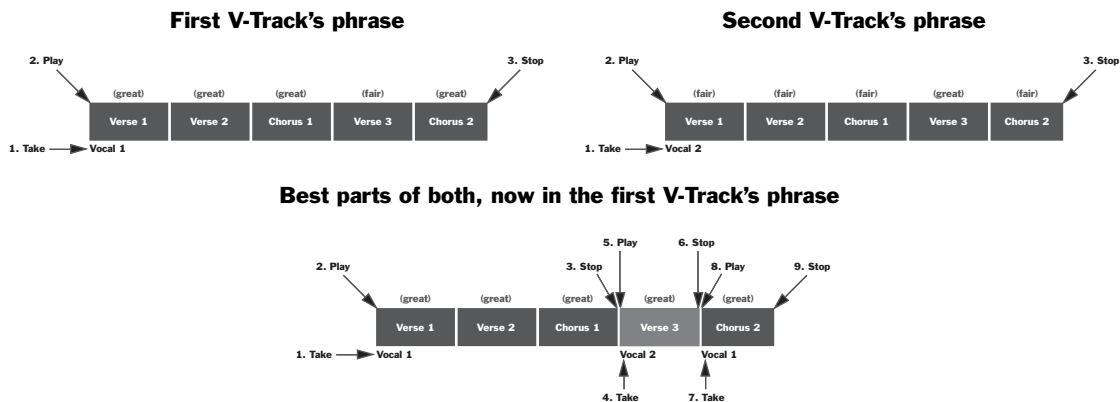 First V-Track's phrase
2. Play
3. Stop
(great)
(great)
(great)
(fair)
(great)
Verse 1
Verse 2
Chorus 1
Verse 3
Chorus 2
1. Take
Vocal 1
Second V-Track's phrase
2. Play
3. Stop
(fair)
(fair)
(fair)
(great)
(fair)
Verse 1
Verse 2
Chorus 1
Verse 3
Chorus 2
1. Take
Vocal 2
Best parts of both, now in the first V-Track's phrase
5. Play
6. Stop
2. Play
3. Stop
8. Play
9. Stop
(great)
(great)
(great)
(great)
(great)
Verse 1
Verse 2
Chorus 1
Verse 3
Chorus 2
1. Take
Vocal 1
Vocal 2
Vocal 1
4. Take
7. Take